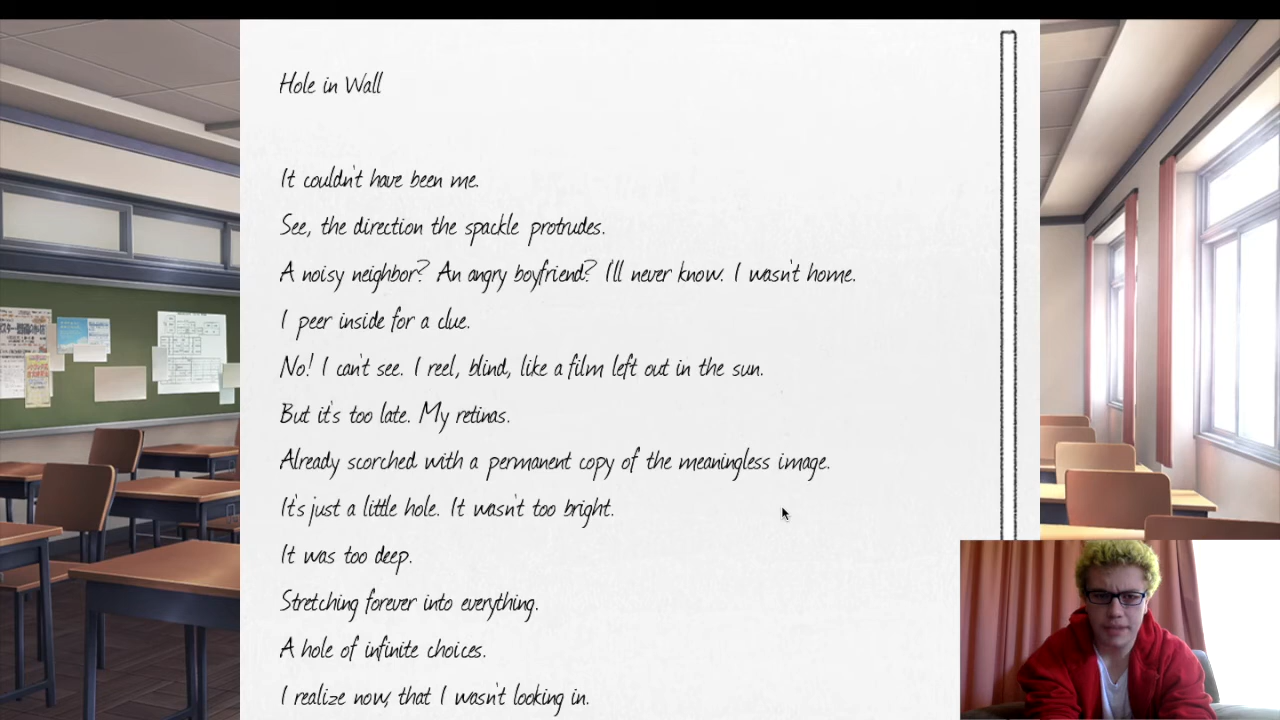 Hole in Wall
It couldn't have been me.
See, the direction the spackle protrudes.
A noisy neighbor? An angry boyfriend? I'll never know. I wasn't home.
I peer inside for a clue.
No! I can't see. I reel, blind, like a film left out in the sun.
But it's too late. My retinas.
Already scorched with a permanent copy of the meaningless image.
It's just a little hole. It wasn't too bright.
It was too deep.
Stretching forever into everything.
A hole of infinite choices.
I realize now, that I wasn't looking in.